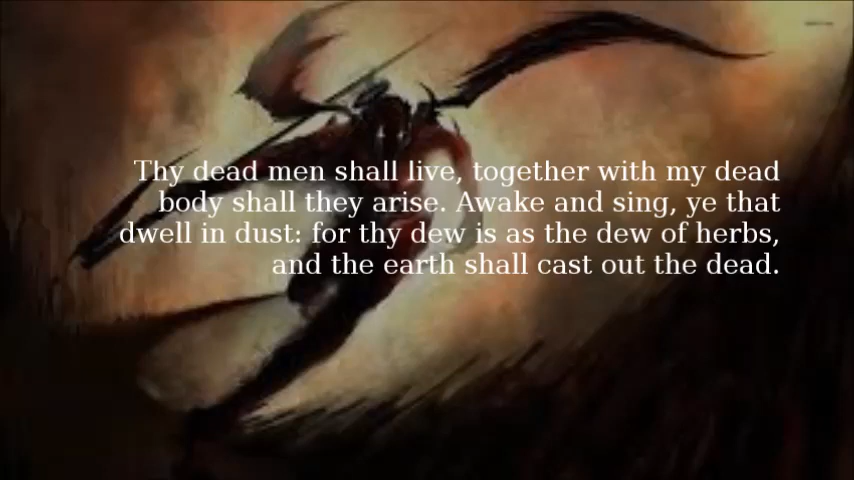 Thy dead men shall live, together with my dead
body shall they arise. Awake and sing, ye that
dwell in dust: for thy dew is as the dew of herbs,
and the earth shall cast out the dead.